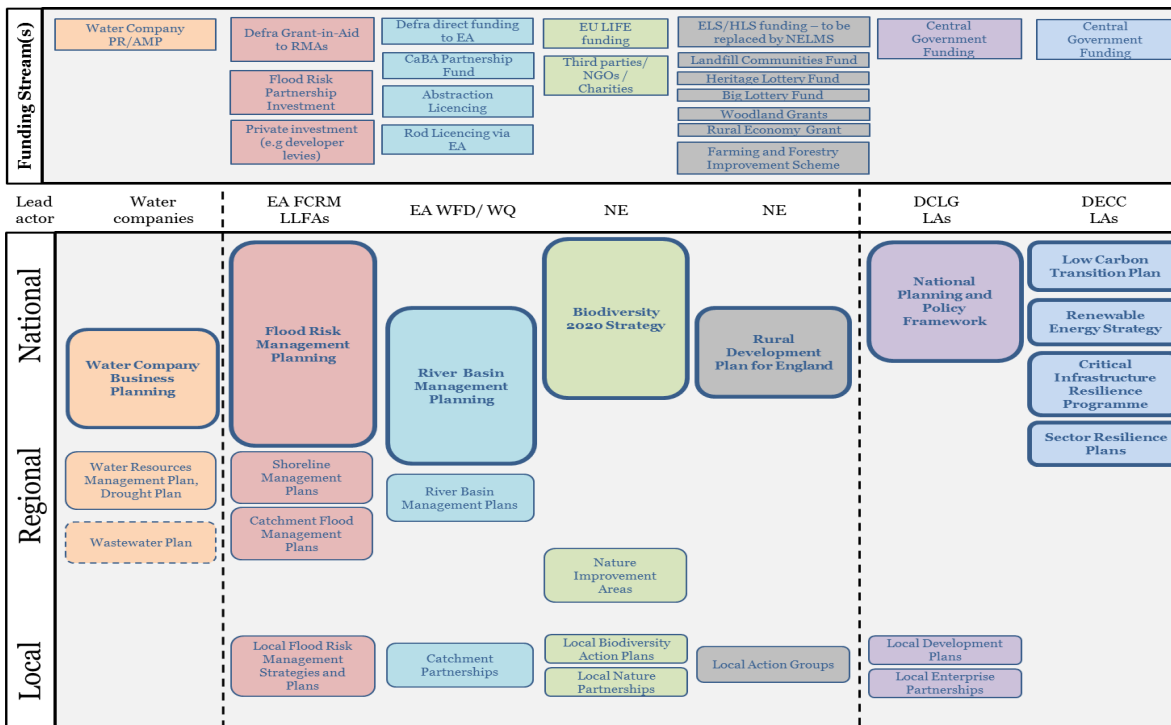 Funding Stream(s)
Water Company
PR/AMP
Defra Grant-in-Aid
to RMAs
Flood Risk
Partnership
Investment
Private investment
(e.g developer
levies)
Defra direct funding
to EA
CaBA Partnership
Fund
Abstraction
Licencing
Rod Licencing via
EA
EU LIFE
funding
Third parties/
NGOs /
Charities
ELS/HLS funding – to be
replaced by NELMS
Landfill Communities Fund
Heritage Lottery Fund
Big Lottery Fund
Woodland Grants
Rural Economy Grant
Farming and Forestry
Improvement Scheme
Central
Government
Funding
Central
Government
Funding
Lead
actor
Water
companies
EA FCRM
LLFAs
EA WFD/ WQ
NE
NE
DCLG
LAs
DECC
LAs
National
Water Company
Business
Planning
Flood Risk
Management
Planning
River Basin
Management
Planning
Biodiversity
2020 Strategy
Rural
Development
Plan for England
National
Planning and
Policy
Framework
Low Carbon
Transition Plan
Renewable
Energy Strategy
Critical
Infrastructure
Resilience
Programme
Sector Resilience
Plans
Regional
Water Resources
Management Plan,
Drought Plan
Wastewater Plan
Shoreline
Management
Plans
Catchment Flood
Management
Plans
River Basin
Management Plans
Nature
Improvement
Areas
Local
Local Flood Risk
Management
Strategies and
Plans
Catchment
Partnerships
Local Biodiversity
Action Plans
Local Nature
Partnerships
Local Action Groups
Local Development
Plans
Local Enterprise
Partnerships